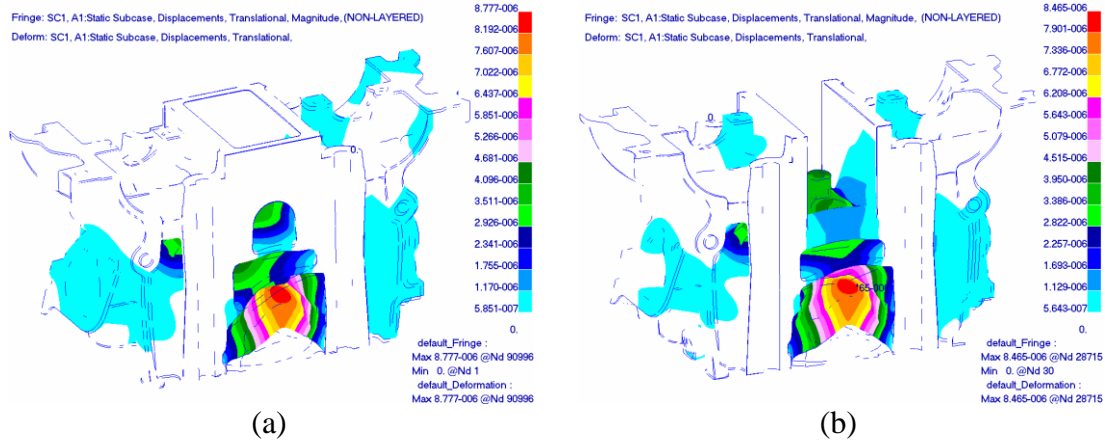 Fringe: SC1, A1:Static Subcase, Displacements, Translational, Magnitude, (NON-LAYERED)
Deform: SC1, A1:Static Subcase, Displacements, Translational,
8.777-006
8.192-006
7.607-006
7.022-006
6.437-006
5.851-006
5.266-006
4.681-006
4.096-006
3.511-006
2.926-006
2.341-006
1.755-006
1.170-006
5.851-007
0.
0.
default_Fringe :
Max 8.777-006 @Nd 90996
Min 0. @Nd 1
default_Deformation :
Max 8.777-006 @Nd 90996
(a)
Fringe: SC1, A1:Static Subcase, Displacements, Translational, Magnitude, (NON-LAYERED)
Deform: SC1, A1:Static Subcase, Displacements, Translational,
8.465-006
7.901-006
7.336-006
6.772-006
6.208-006
5.643-006
5.079-006
4.515-006
3.950-006
3.386-006
2.822-006
2.257-006
1.693-006
1.129-006
5.643-007
0.
0.
default_Fringe :
Max 8.465-006 @Nd 28715
Min 0. @Nd 30
default_Deformation :
Max 8.465-006 @Nd 28715
(b)